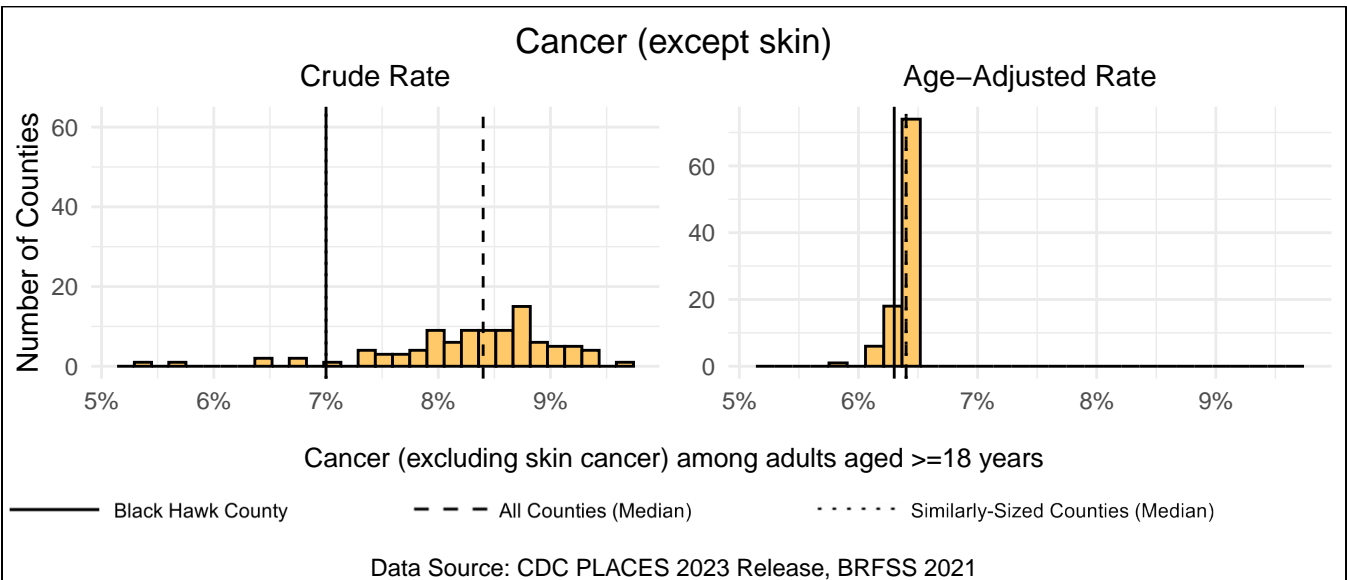 Cancer (except skin)
Crude Rate
Age−Adjusted Rate
Number of Counties
60
40
20
0
5% 6% 7% 8% 9%
60
40
20
0
5% 6% 7% 8% 9%
Cancer (excluding skin cancer) among adults aged >=18 years
Black Hawk County
All Counties (Median)
Similarly-Sized Counties (Median)
Data Source: CDC PLACES 2023 Release, BRFSS 2021